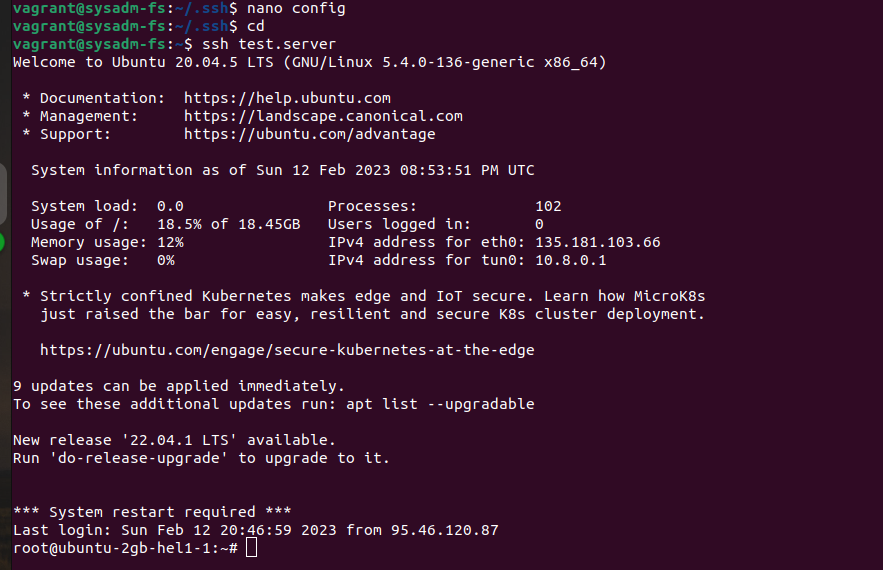 vagrant@sysadm-fs:~/.ssh$ nano config
vagrant@sysadm-fs:~/.ssh$ cd
vagrant@sysadm-fs:~$ ssh test.server
Welcome to Ubuntu 20.04.5 LTS (GNU/Linux 5.4.0-136-generic x86_64)

 * Documentation:  https://help.ubuntu.com
 * Management:     https://landscape.canonical.com
 * Support:        https://ubuntu.com/advantage

  System information as of Sun 12 Feb 2023 08:53:51 PM UTC

  System load:  0.0                Processes:             102
  Usage of /:   18.5% of 18.45GB   Users logged in:       0
  Memory usage: 12%                IPv4 address for eth0: 135.181.103.66
  Swap usage:   0%                 IPv4 address for tun0: 10.8.0.1

 * Strictly confined Kubernetes makes edge and IoT secure. Learn how MicroK8s
   just raised the bar for easy, resilient and secure K8s cluster deployment.

   https://ubuntu.com/engage/secure-kubernetes-at-the-edge

9 updates can be applied immediately.
To see these additional updates run: apt list --upgradable

New release '22.04.1 LTS' available.
Run 'do-release-upgrade' to upgrade to it.

*** System restart required ***
Last login: Sun Feb 12 20:46:59 2023 from 95.46.120.87
root@ubuntu-2gb-hel1-1:~#